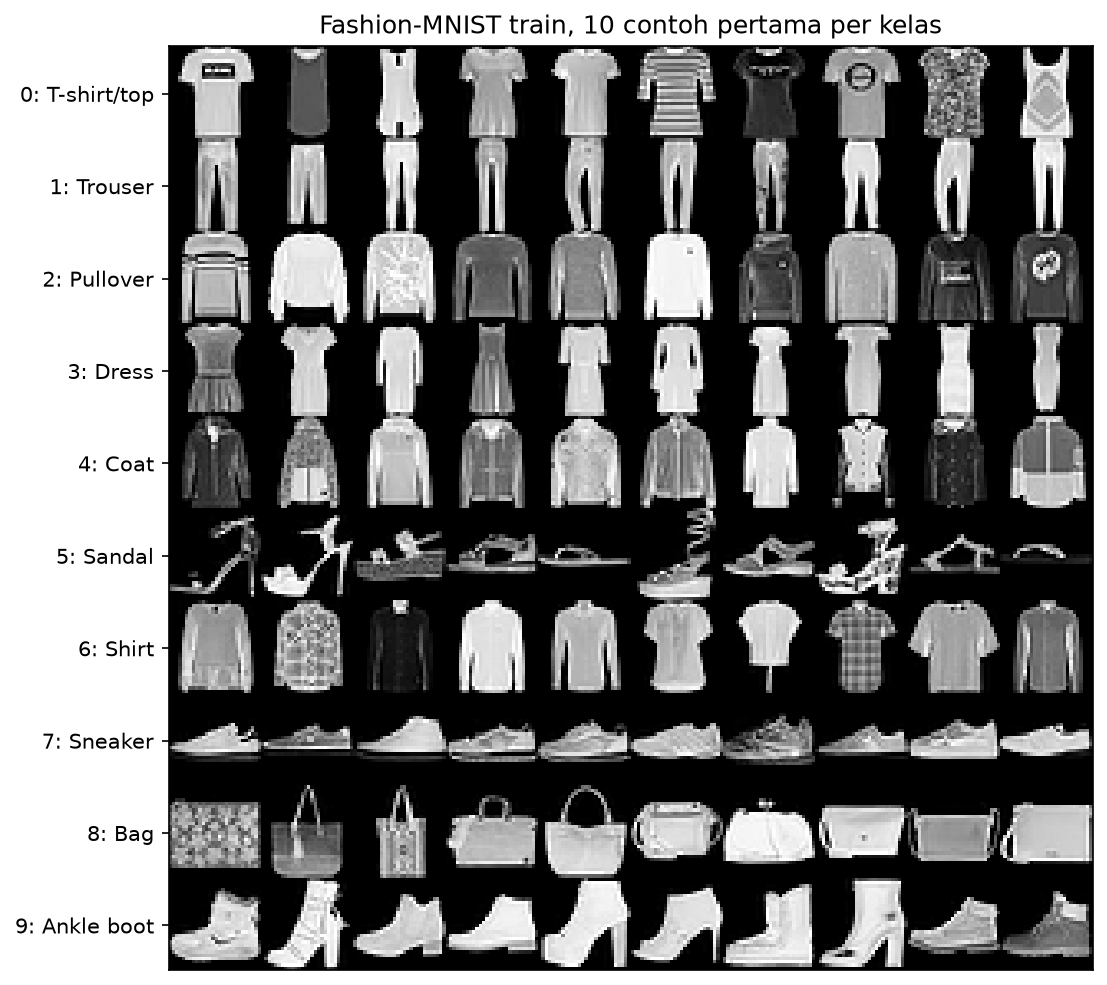 Fashion-MNIST train, 10 contoh pertama per kelas
0: T-shirt/top
1: Trouser
2: Pullover
3: Dress
4: Coat
5: Sandal
6: Shirt
7: Sneaker
8: Bag
9: Ankle boot